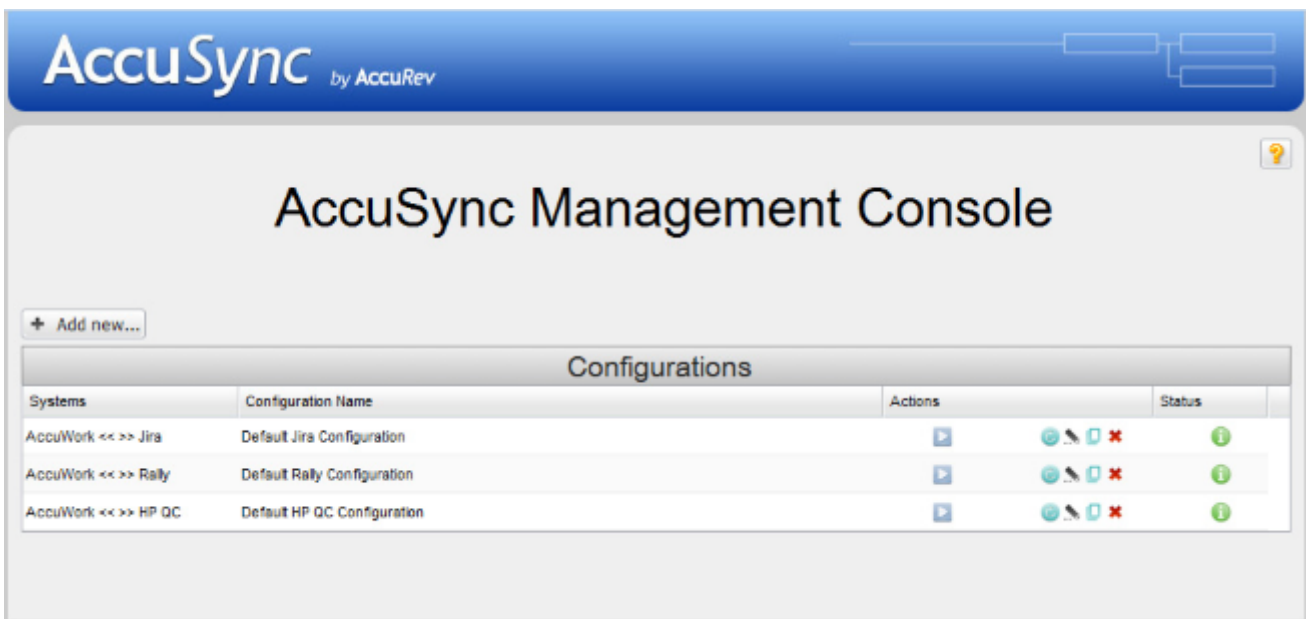 AccuSync by AccuRev
?
AccuSync Management Console
+ Add new...
Configurations
Systems Configuration Name Actions Status
AccuWork << >> Jira Default Jira Configuration
AccuWork << >> Rally Default Rally Configuration
AccuWork << >> HP QC Default HP QC Configuration